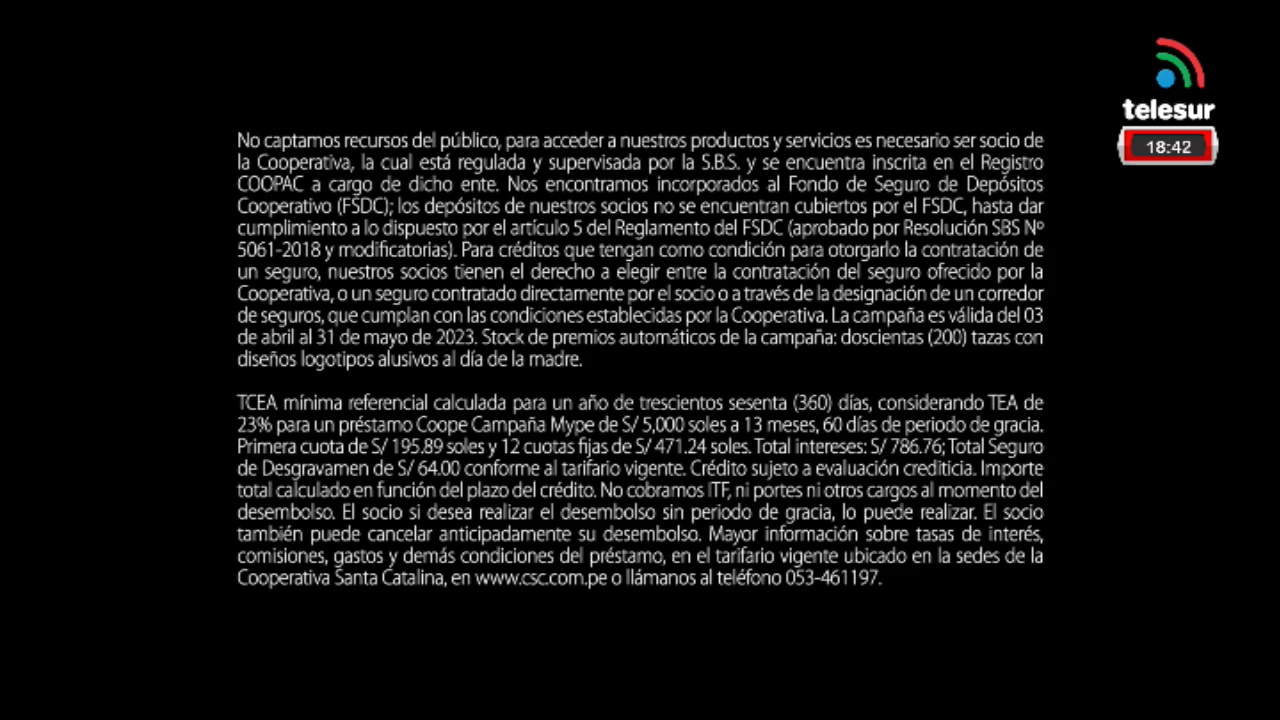 telesur
18:42
No captamos recursos del público, para acceder a nuestros productos y servicios es necesario ser socio de
la Cooperativa, la cual está regulada y supervisada por la S.B.S. y se encuentra inscrita en el Registro
COOPAC a cargo de dicho ente. Nos encontramos incorporados al Fondo de Seguro de Depósitos
Cooperativo (FSDC); los depósitos de nuestros socios no se encuentran cubiertos por el FSDC, hasta dar
cumplimiento a lo dispuesto por el artículo 5 del Reglamento del FSDC (aprobado por Resolución SBS Nº
5061-2018 y modificatorias). Para créditos que tengan como condición para otorgarlo la contratación de
un seguro, nuestros socios tienen el derecho a elegir entre la contratación del seguro ofrecido por la
Cooperativa, o un seguro contratado directamente por el socio o a través de la designación de un corredor
de seguros, que cumplan con las condiciones establecidas por la Cooperativa. La campaña es válida del 03
de abril al 31 de mayo de 2023. Stock de premios automáticos de la campaña: doscientas (200) tazas con
diseños logotipos alusivos al día de la madre.
TCEA mínima referencial calculada para un año de trescientos sesenta (360) días, considerando TEA de
23% para un préstamo Coope Campaña Mype de S/ 5,000 soles a 13 meses, 60 días de periodo de gracia.
Primera cuota de S/ 195.89 soles y 12 cuotas fijas de S/ 471.24 soles. Total intereses: S/ 786.76; Total Seguro
de Desgravamen de S/ 64.00 conforme al tarifario vigente. Crédito sujeto a evaluación crediticia. Importe
total calculado en función del plazo del crédito. No cobramos ITF, ni portes ni otros cargos al momento del
desembolso. El socio si desea realizar el desembolso sin periodo de gracia, lo puede realizar. El socio
también puede cancelar anticipadamente su desembolso. Mayor información sobre tasas de interés,
comisiones, gastos y demás condiciones del préstamo, en el tarifario vigente ubicado en la sedes de la
Cooperativa Santa Catalina, en www.csc.com.pe o llámanos al teléfono 053-461197.